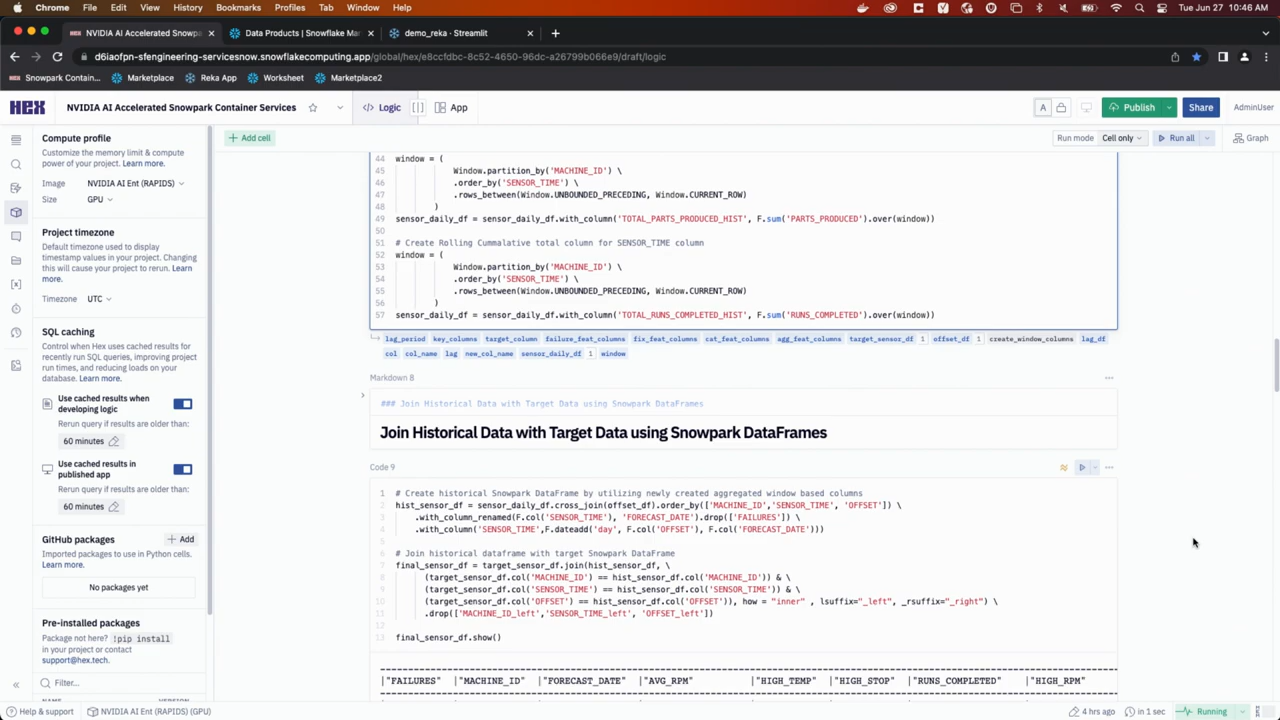 Chrome File Edit View History Bookmarks Profiles Tab Window Help
Tue Jun 27 10:46 AM
NVIDIA AI Accelerated Snowpa
Data Products | Snowflake Ma
demo_reka · Streamlit
d6iaofpn-sfengineering-servicesnow.snowflakecomputing.app/global/hex/e8ccfdbc-8c52-4650-96dc-a26799b066e9/draft/logic
Snowpark Contain...
Marketplace
Reka App
Worksheet
Marketplace2
HEX
NVIDIA AI Accelerated Snowpark Container Services
</> Logic
App
A
Publish
Share
AdminUser
Add cell
Run mode Cell only
Run all
Graph
Compute profile
Customize the memory limit & compute
power of your project. Learn more.
Image NVIDIA AI Ent (RAPIDS)
Size GPU
Project timezone
Default timezone used to display
timestamp values in your project. Changing
this will cause your project to rerun. Learn
more.
Timezone UTC
SQL caching
Control when Hex uses cached results for
recently run SQL queries, improving project
run times, and reducing loads on your
database. Learn more.
Use cached results when
developing logic
Rerun query if results are older than:
60 minutes
Use cached results in
published app
Rerun query if results are older than:
60 minutes
GitHub packages
Add
Imported packages to use in Python cells.
Learn more.
No packages yet
Pre-installed packages
Package not here? !pip install
in your project or contact
support@hex.tech.
Filter...
44 window = (
45 Window.partition_by('MACHINE_ID') \
46 .order_by('SENSOR_TIME') \
47 .rows_between(Window.UNBOUNDED_PRECEDING, Window.CURRENT_ROW)
48 )
49 sensor_daily_df = sensor_daily_df.with_column('TOTAL_PARTS_PRODUCED_HIST', F.sum('PARTS_PRODUCED').over(window))
50
51 # Create Rolling Cummalative total column for SENSOR_TIME column
52 window = (
53 Window.partition_by('MACHINE_ID') \
54 .order_by('SENSOR_TIME') \
55 .rows_between(Window.UNBOUNDED_PRECEDING, Window.CURRENT_ROW)
56 )
57 sensor_daily_df = sensor_daily_df.with_column('TOTAL_RUNS_COMPLETED_HIST', F.sum('RUNS_COMPLETED').over(window))
lag_period key_columns target_column failure_feat_columns fix_feat_columns cat_feat_columns agg_feat_columns target_sensor_df 1 offset_df 1 create_window_columns lag_df
col col_name lag new_col_name sensor_daily_df 1 window
Markdown 8
### Join Historical Data with Target Data using Snowpark DataFrames
Join Historical Data with Target Data using Snowpark DataFrames
Code 9
1 # Create historical Snowpark DataFrame by utilizing newly created aggregated window based columns
2 hist_sensor_df = sensor_daily_df.cross_join(offset_df).order_by(['MACHINE_ID','SENSOR_TIME', 'OFFSET']) \
3 .with_column_renamed(F.col('SENSOR_TIME'), 'FORECAST_DATE').drop(['FAILURES']) \
4 .with_column('SENSOR_TIME',F.dateadd('day', F.col('OFFSET'), F.col('FORECAST_DATE')))
5
6 # Join historical dataframe with target Snowpark DataFrame
7 final_sensor_df = target_sensor_df.join(hist_sensor_df, \
8 (target_sensor_df.col('MACHINE_ID') == hist_sensor_df.col('MACHINE_ID')) & \
9 (target_sensor_df.col('SENSOR_TIME') == hist_sensor_df.col('SENSOR_TIME')) & \
10 (target_sensor_df.col('OFFSET') == hist_sensor_df.col('OFFSET')), how = "inner" , lsuffix="_left", _rsuffix="_right") \
11 .drop(['MACHINE_ID_left','SENSOR_TIME_left', 'OFFSET_left'])
12
13 final_sensor_df.show()
|"FAILURES" |"MACHINE_ID" |"FORECAST_DATE" |"AVG_RPM" |"HIGH_TEMP" |"HIGH_STOP" |"RUNS_COMPLETED" |"HIGH_RPM"
Help & support
NVIDIA AI Ent (RAPIDS) (GPU)
4 hrs ago
in 1 sec
Running